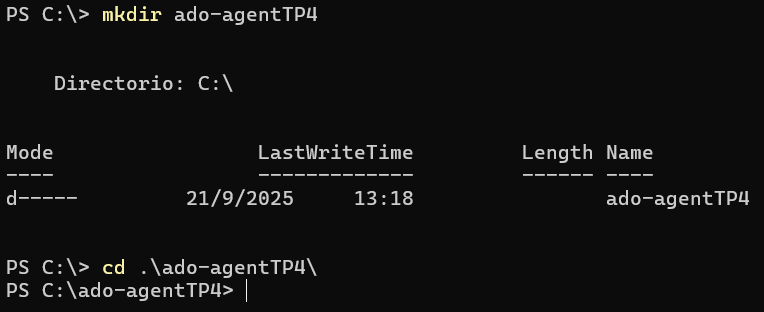 PS C:\> mkdir ado-agentTP4
Directorio: C:\
Mode LastWriteTime Length Name
---- ------------- ------ ----
d----- 21/9/2025 13:18 ado-agentTP4
PS C:\> cd .\ado-agentTP4\
PS C:\ado-agentTP4>